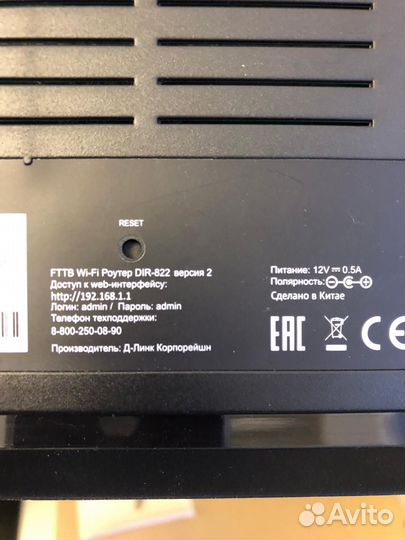 RESET
FTTB Wi-Fi Роутер DIR-822 версия 2
Доступ к web-интерфейсу:
http://192.168.1.1
Логин: admin / Пароль: admin
Телефон техподдержки:
8-800-250-08-90
Производитель: Д-Линк Корпорейшн
Питание: 12V 0.5A
Полярность:
Сделано в Китае
EAC
CE
Avito